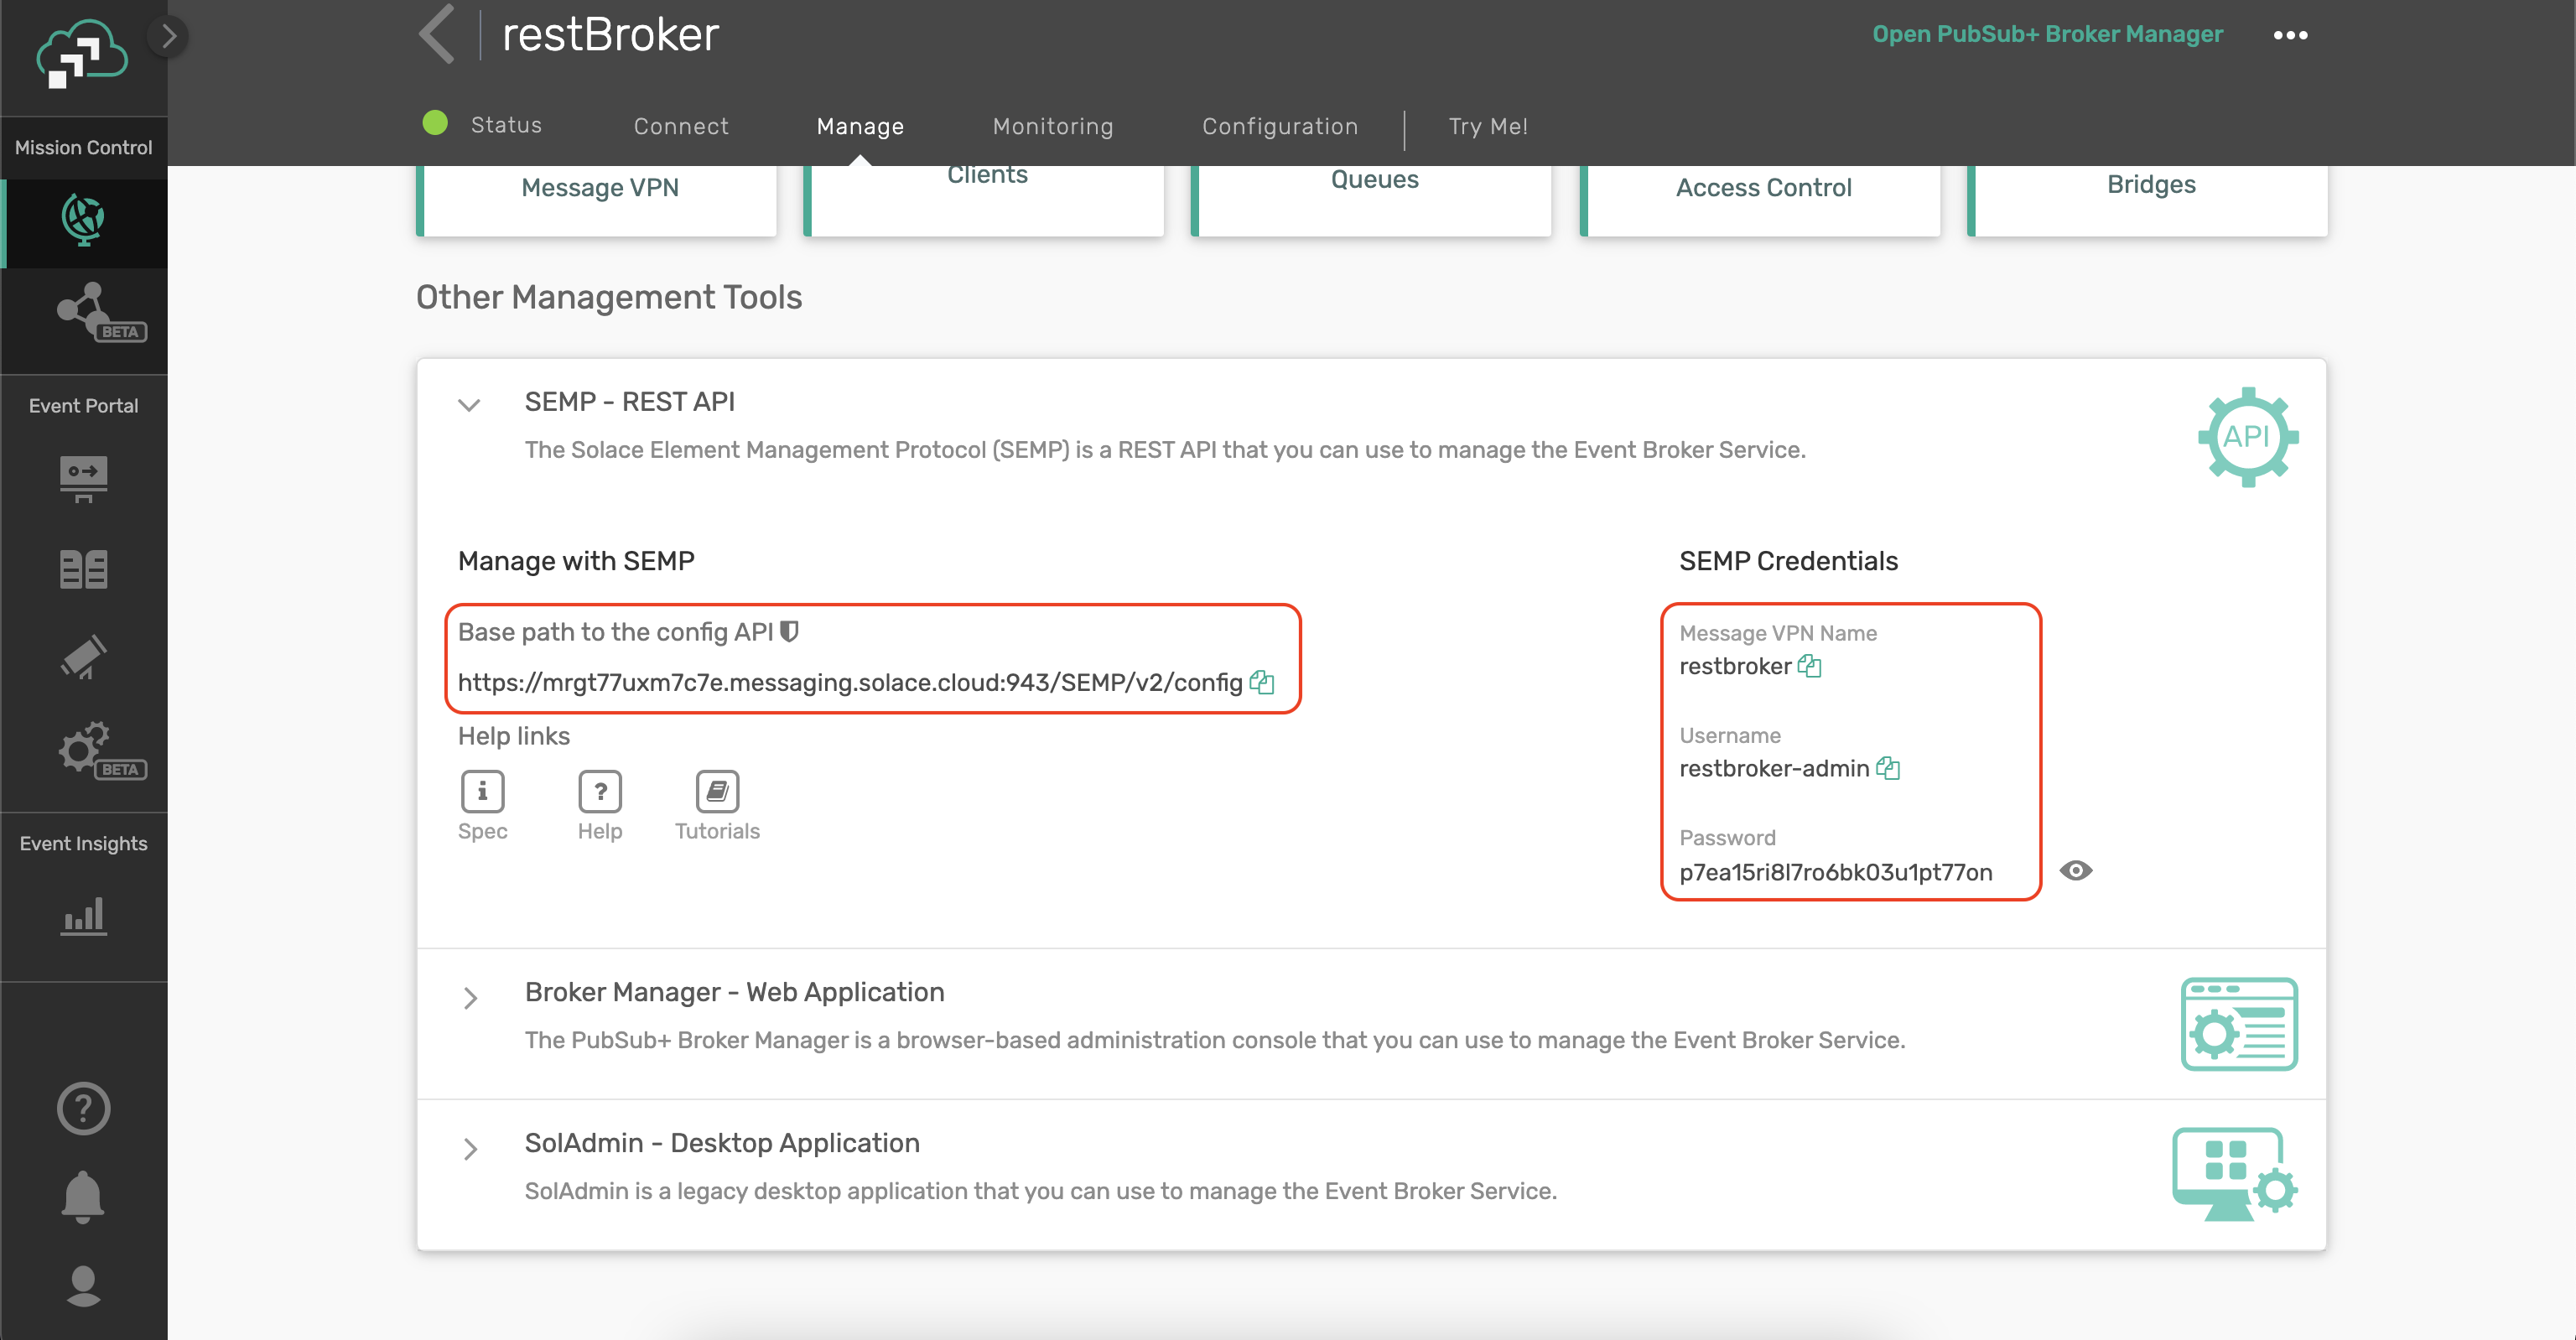 restBroker
Open PubSub+ Broker Manager
Status
Connect
Manage
Monitoring
Configuration
Try Me!
Mission Control
BETA
Event Portal
BETA
Event Insights
Message VPN
Clients
Queues
Access Control
Bridges
Other Management Tools
SEMP - REST API
The Solace Element Management Protocol (SEMP) is a REST API that you can use to manage the Event Broker Service.
API
Manage with SEMP
Base path to the config API
https://mrgt77uxm7c7e.messaging.solace.cloud:943/SEMP/v2/config
Help links
Spec
Help
Tutorials
SEMP Credentials
Message VPN Name
restbroker
Username
restbroker-admin
Password
p7ea15ri8l7ro6bk03u1pt77on
Broker Manager - Web Application
The PubSub+ Broker Manager is a browser-based administration console that you can use to manage the Event Broker Service.
SolAdmin - Desktop Application
SolAdmin is a legacy desktop application that you can use to manage the Event Broker Service.